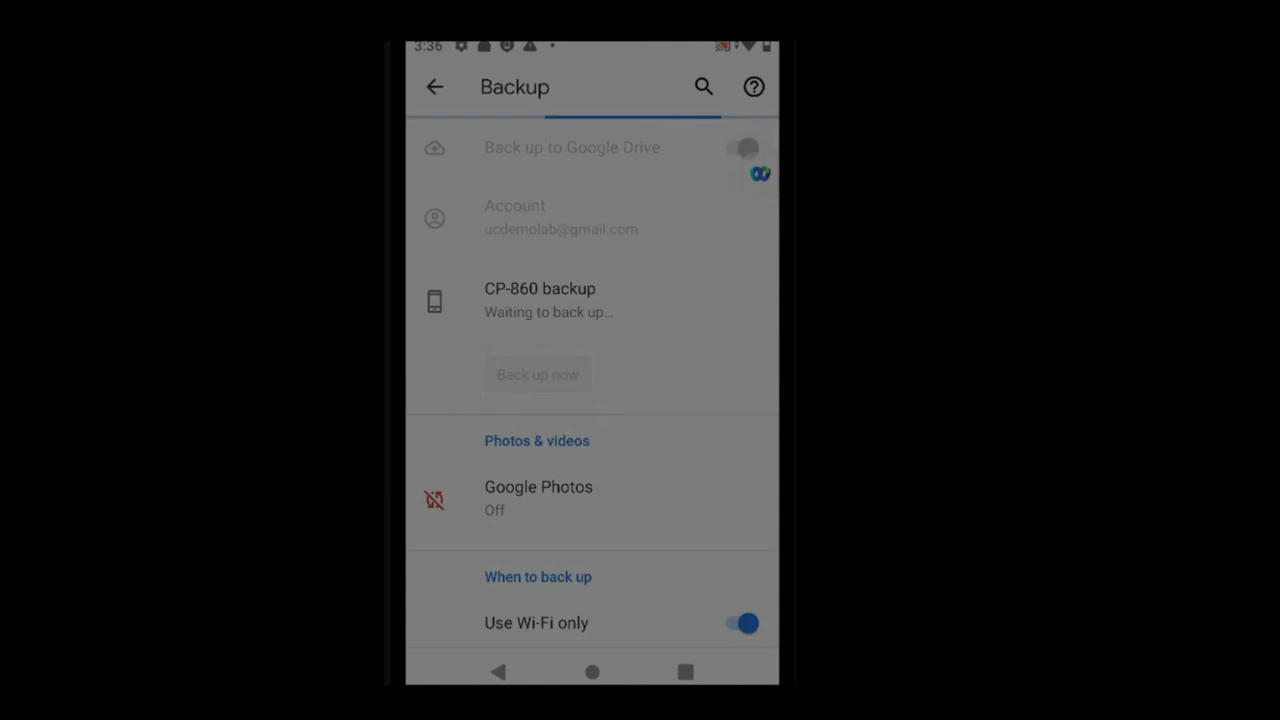 3:36
Backup
Back up to Google Drive
Account
ucdemolab@gmail.com
CP-860 backup
Waiting to back up...
Back up now
Photos & videos
Google Photos
Off
When to back up
Use Wi-Fi only